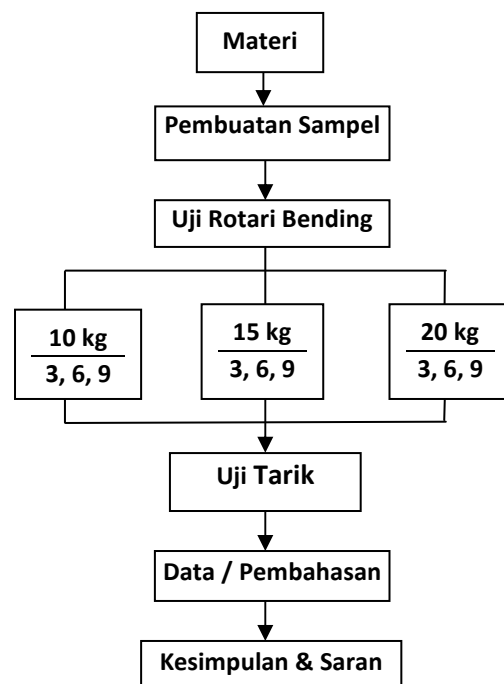 Materi
Pembuatan Sampel
Uji Rotari Bending
10 kg
3, 6, 9
15 kg
3, 6, 9
20 kg
3, 6, 9
Uji Tarik
Data / Pembahasan
Kesimpulan & Saran